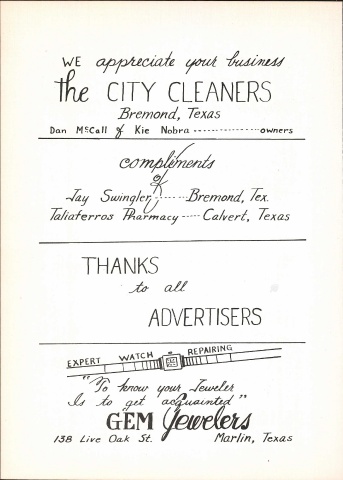 WE appreciate your business
the CITY CLEANERS
Bremond, Texas
Dan McCall & Kie Nobra -------------- owners
compliments
of
Jay Swingler ------ Bremond, Tex.
Taliaferros Pharmacy ---- Calvert, Texas
THANKS
to all
ADVERTISERS
EXPERT WATCH REPAIRING
"To know your Jeweler
Is to get acquainted"
GEM Jewelers
138 Live Oak St. Marlin, Texas